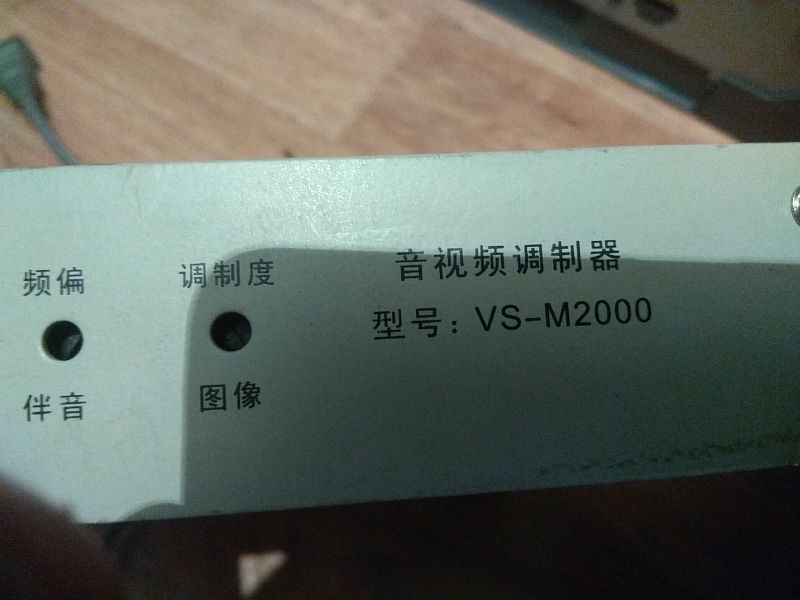 频偏
伴音
调制度
图像
音视频调制器
型号：VS-M2000